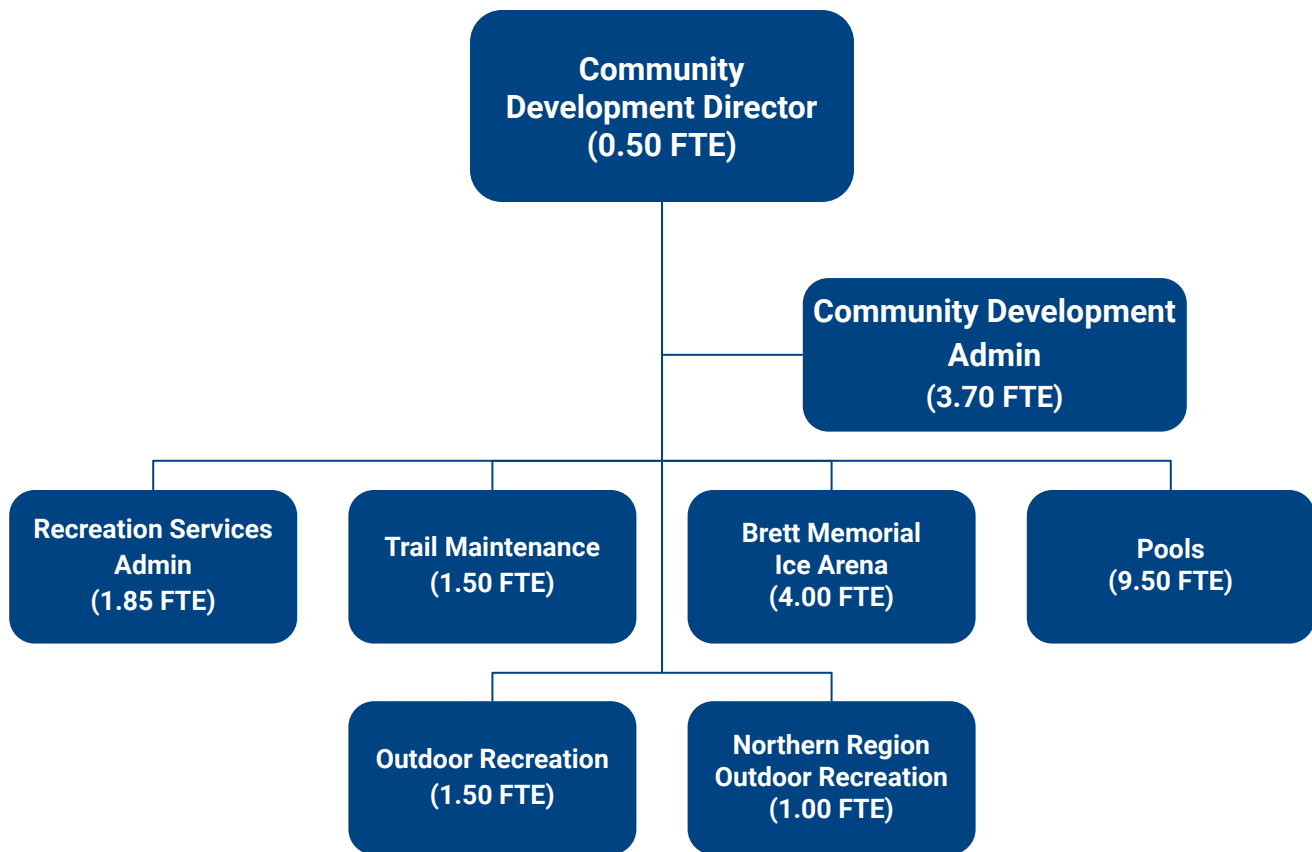 Community
Development Director
(0.50 FTE)
Community Development
Admin
(3.70 FTE)
Recreation Services
Admin
(1.85 FTE)
Trail Maintenance
(1.50 FTE)
Brett Memorial
Ice Arena
(4.00 FTE)
Pools
(9.50 FTE)
Outdoor Recreation
(1.50 FTE)
Northern Region
Outdoor Recreation
(1.00 FTE)